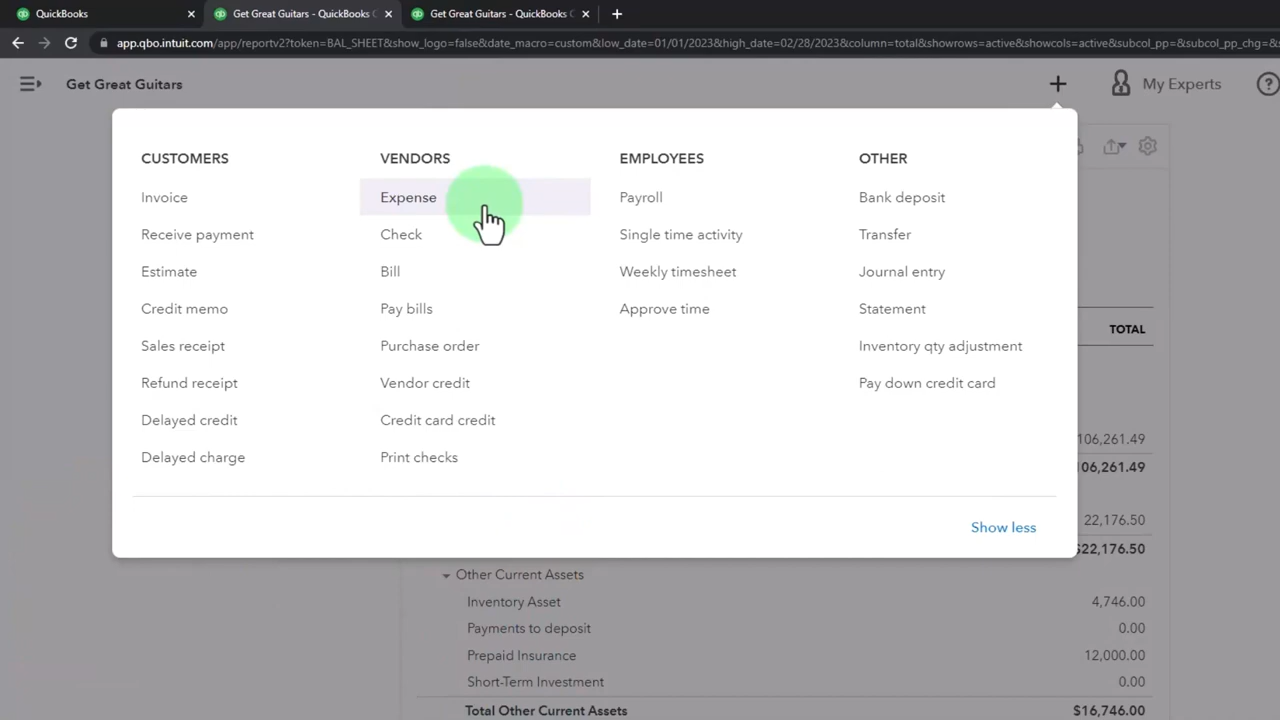 QuickBooks
Get Great Guitars - QuickBooks
Get Great Guitars - QuickBooks
app.qbo.intuit.com/app/reportv2?token=BAL_SHEET&show_logo=false&date_macro=custom&low_date=01/01/2023&high_date=02/28/2023&column=total&showrows=active&showcols=active&subcol_pp=&subcol_pp_chg=&
Get Great Guitars
My Experts
CUSTOMERS
Invoice
Receive payment
Estimate
Credit memo
Sales receipt
Refund receipt
Delayed credit
Delayed charge
VENDORS
Expense
Check
Bill
Pay bills
Purchase order
Vendor credit
Credit card credit
Print checks
EMPLOYEES
Payroll
Single time activity
Weekly timesheet
Approve time
OTHER
Bank deposit
Transfer
Journal entry
Statement
Inventory qty adjustment
Pay down credit card
Show less
TOTAL
106,261.49
06,261.49
22,176.50
$22,176.50
Other Current Assets
Inventory Asset 4,746.00
Payments to deposit 0.00
Prepaid Insurance 12,000.00
Short-Term Investment 0.00
Total Other Current Assets $16,746.00